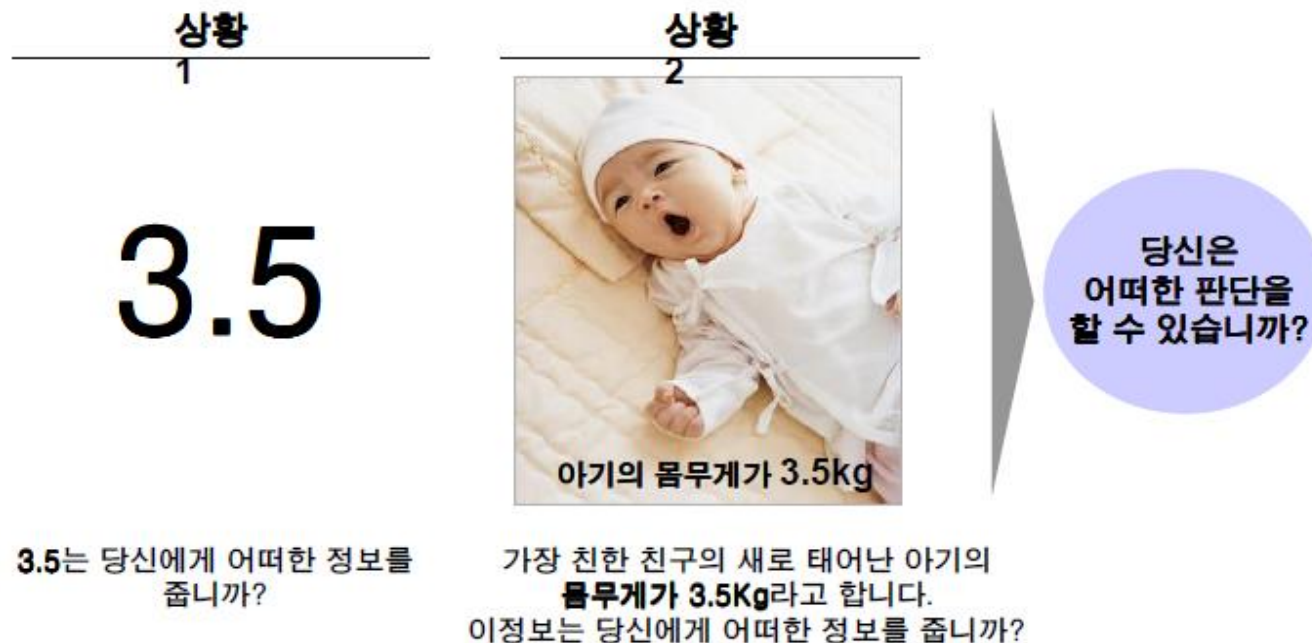 상황
1
3.5
3.5는 당신에게 어떠한 정보를
줍니까?
상황
2
아기의 몸무게가 3.5kg
가장 친한 친구의 새로 태어난 아기의
몸무게가 3.5Kg라고 합니다.
이정보는 당신에게 어떠한 정보를 줍니까?
당신은
어떠한 판단을
할 수 있습니까?